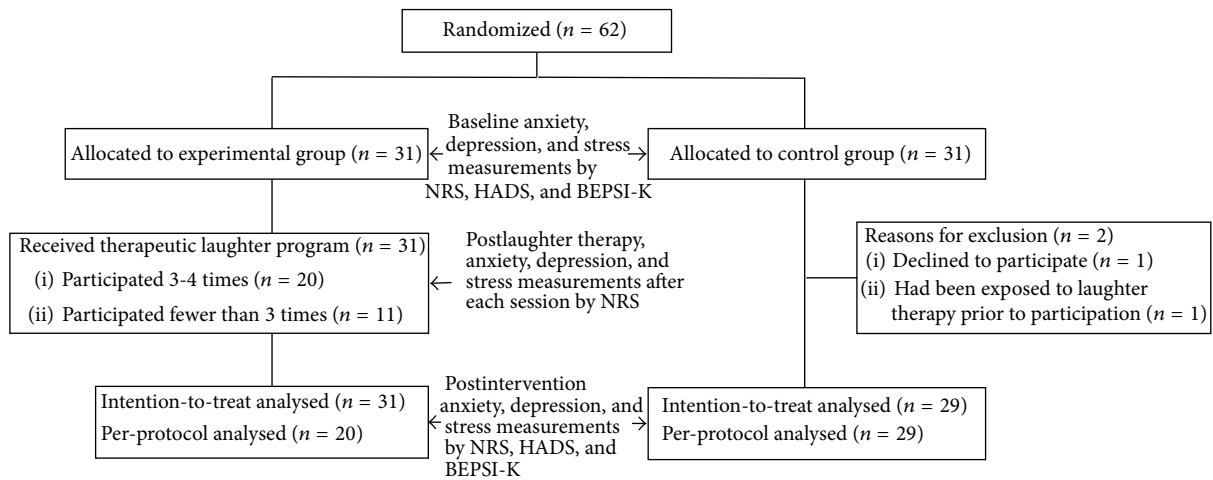 Randomized (n = 62)
Baseline anxiety,
depression, and stress
measurements by
NRS, HADS, and BEPSI-K
Allocated to experimental group (n = 31)
Allocated to control group (n = 31)
Received therapeutic laughter program (n = 31)
(i) Participated 3-4 times (n = 20)
(ii) Participated fewer than 3 times (n = 11)
Postlaughter therapy,
anxiety, depression, and
stress measurements after
each session by NRS
Reasons for exclusion (n = 2)
(i) Declined to participate (n = 1)
(ii) Had been exposed to laughter
therapy prior to participation (n = 1)
Intention-to-treat analysed (n = 31)
Per-protocol analysed (n = 20)
Postintervention
anxiety, depression, and
stress measurements
by NRS, HADS, and
BEPSI-K
Intention-to-treat analysed (n = 29)
Per-protocol analysed (n = 29)